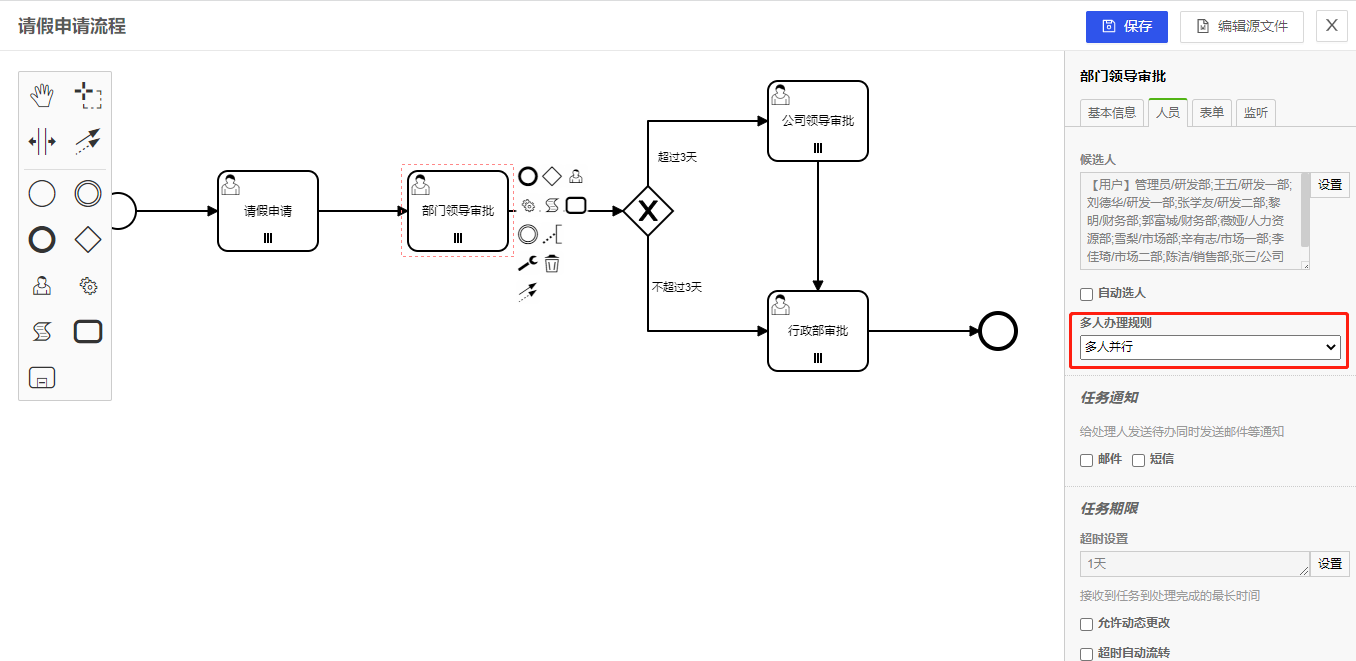 请假申请流程
保存
编辑源文件
X
部门领导审批
基本信息
人员
表单
监听
候选人
【用户】管理员/研发部;王五/研发一部;
刘德华/研发一部;张学友/研发二部;黎
明/财务部;郭富城/财务部;薇娅/人力资
源部;雪梨/市场部;辛有志/市场一部;李
佳琦/市场二部;陈洁/销售部;张三/公司
设置
自动选人
多人办理规则
多人并行
任务通知
给处理人发送待办同时发送邮件等通知
邮件
短信
任务期限
超时设置
1天
设置
接收到任务到处理完成的最长时间
允许动态更改
超时自动流转
请假申请
部门领导审批
超过3天
公司领导审批
不超过3天
行政部审批